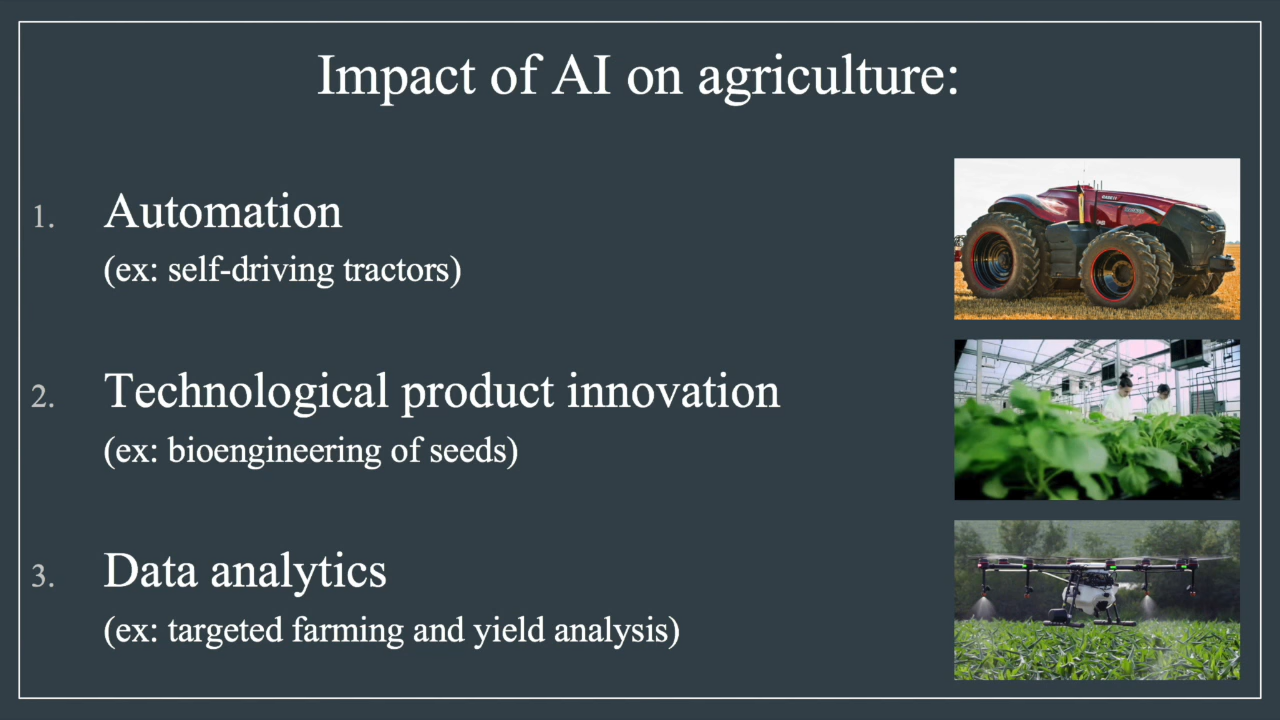 Impact of AI on agriculture:
1. Automation
(ex: self-driving tractors)
2. Technological product innovation
(ex: bioengineering of seeds)
3. Data analytics
(ex: targeted farming and yield analysis)